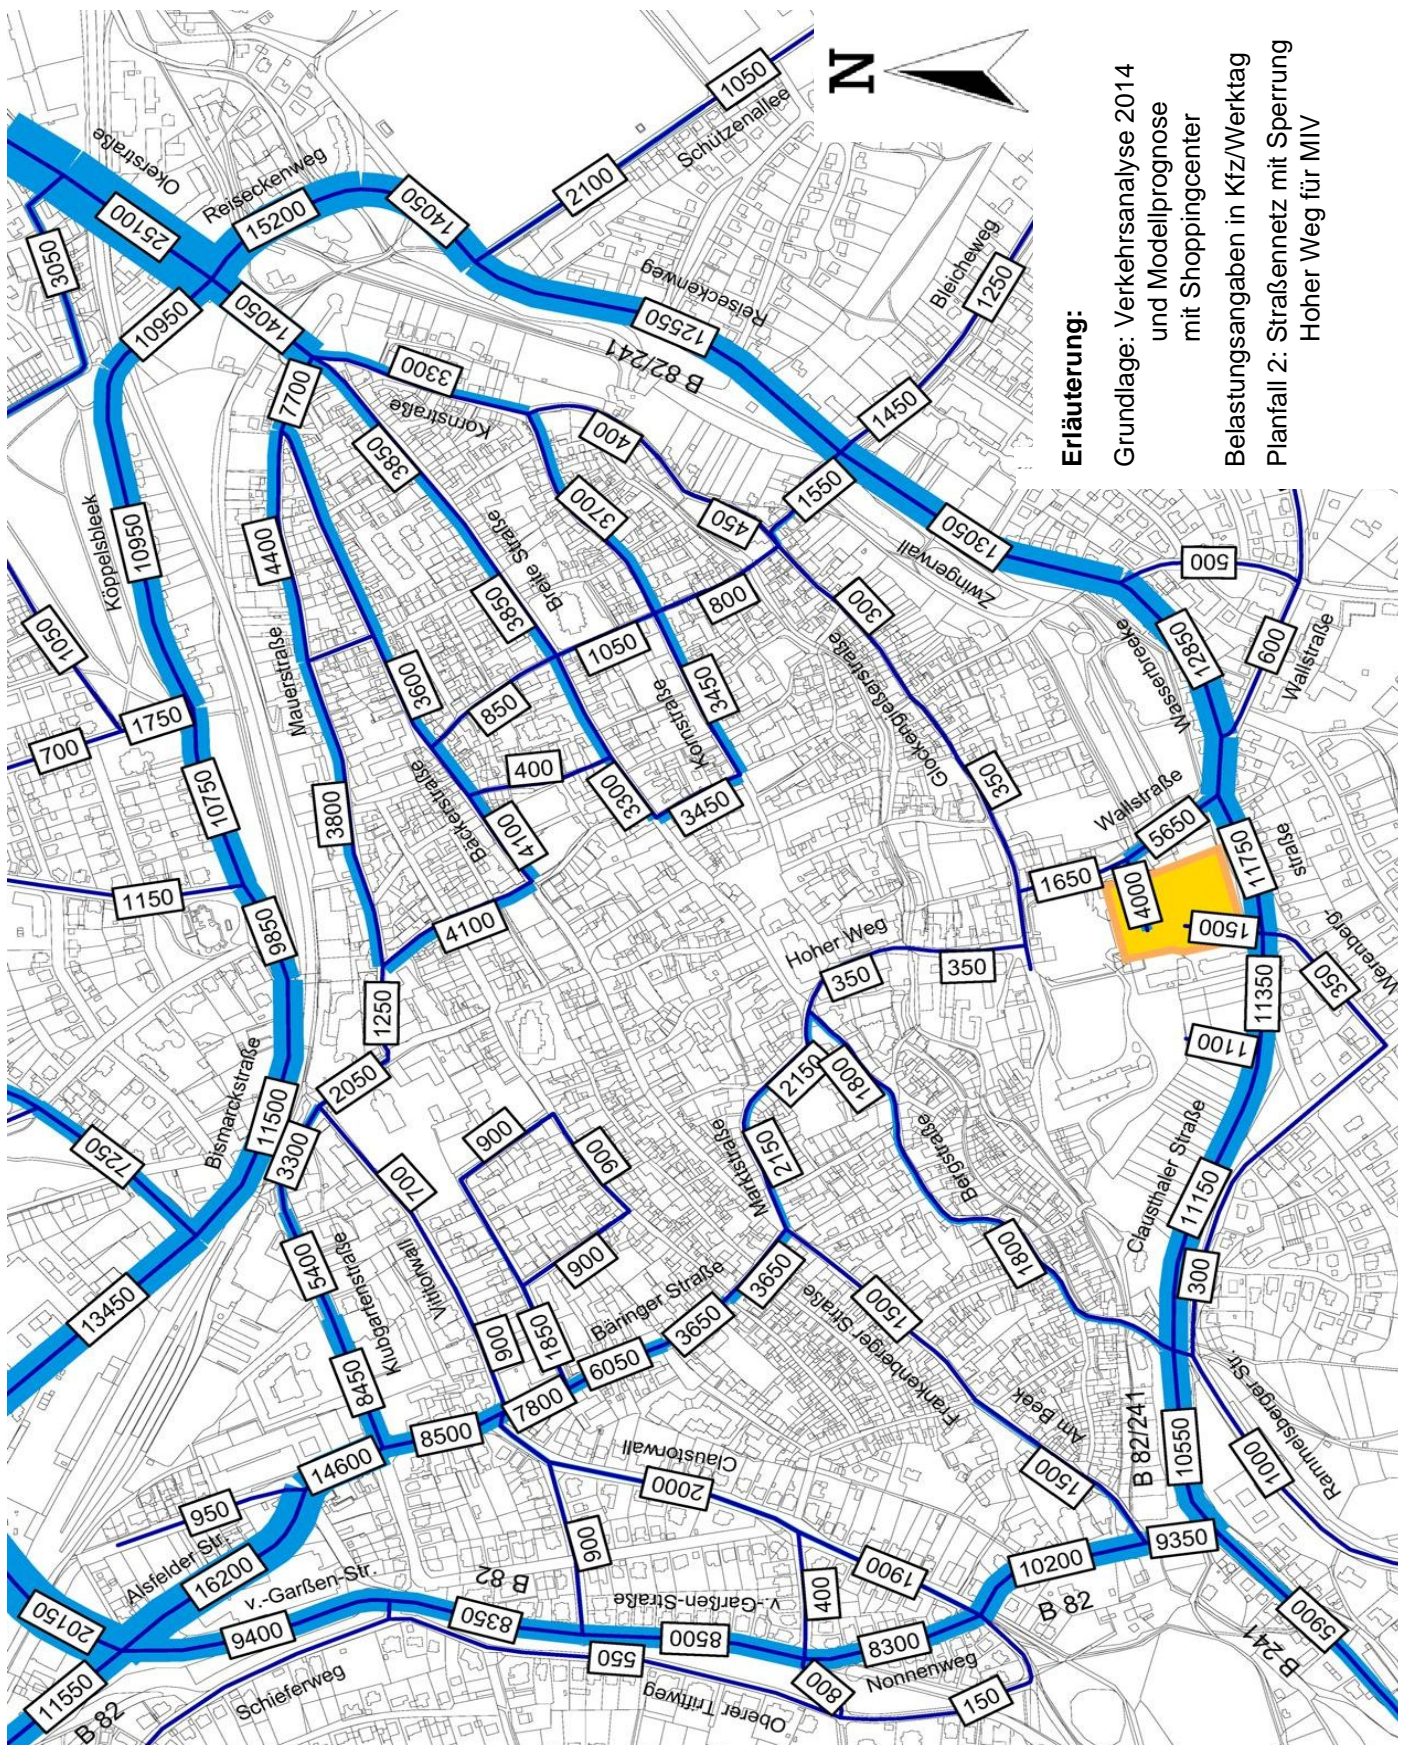 N
Erläuterung:
Grundlage: Verkehrsanalyse 2014
und Modellprognose
mit Shoppingcenter
Belastungsangaben in Kfz/Werktag
Planfall 2: Straßennetz mit Sperrung
Hoher Weg für MIV
Okerstraße
25100
3050
Reiseckenweg
15200
14050
10950
14050
1050
Schützenallee
2100
Reiseckenweg
12550
B 82/241
Bleicheweg
1250
1450
7700
3300
Kornstraße
3850
400
3700
450
1550
13050
Zwingerwall
Köppelsbleek
10950
4400
1050
1750
700
10750
Mauerstraße
3600
3850
Breite Straße
1050
800
300
Glockengießerstraße
850
400
3450
Kornstraße
3300
3450
3800
Bäckerstraße
4100
4100
350
500
600
Wallstraße
12850
Wasserbreeke
Wallstraße
5650
11750
straße
1650
4000
1500
11350
1100
350
Werenberg-
1150
9850
1250
2050
Hoher Weg
350
350
Bismarckstraße
11500
3300
7250
13450
700
900
900
900
2150
2150
Marktstraße
1800
Bergstraße
1800
Clausthaler Straße
11150
300
5400
Klubgartenstraße
8450
Vititorwall
900
1850
Bäringer Straße
3650
3650
6050
7800
8500
14600
1500
Frankenberger Straße
Am Beek
1500
B 82/241
10550
Rammelsberger Str.
1000
Claustorwall
2000
900
950
Alsfelder Str.
16200
v.-Garßen-Str.
9400
B 82
8350
v.-Garßen-Straße
8500
400
1900
10200
B 82
9350
8300
Nonnenweg
800
150
550
Oberer Triftweg
Schieferweg
20150
11550
B 82
B 241
5900